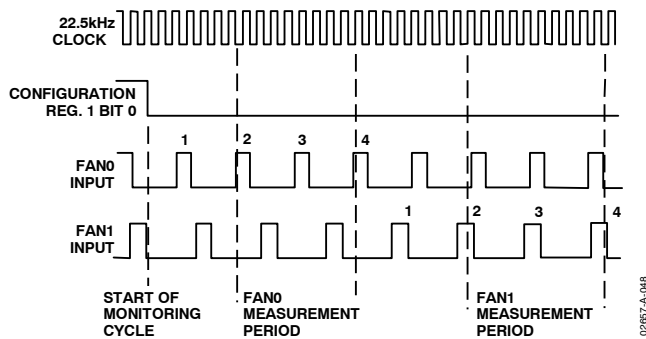 22.5kHz
CLOCK
CONFIGURATION
REG. 1 BIT 0
1 2 3 4
FAN0
INPUT
1 2 3 4
FAN1
INPUT
START OF
MONITORING
CYCLE
FAN0
MEASUREMENT
PERIOD
FAN1
MEASUREMENT
PERIOD
02657-A-048